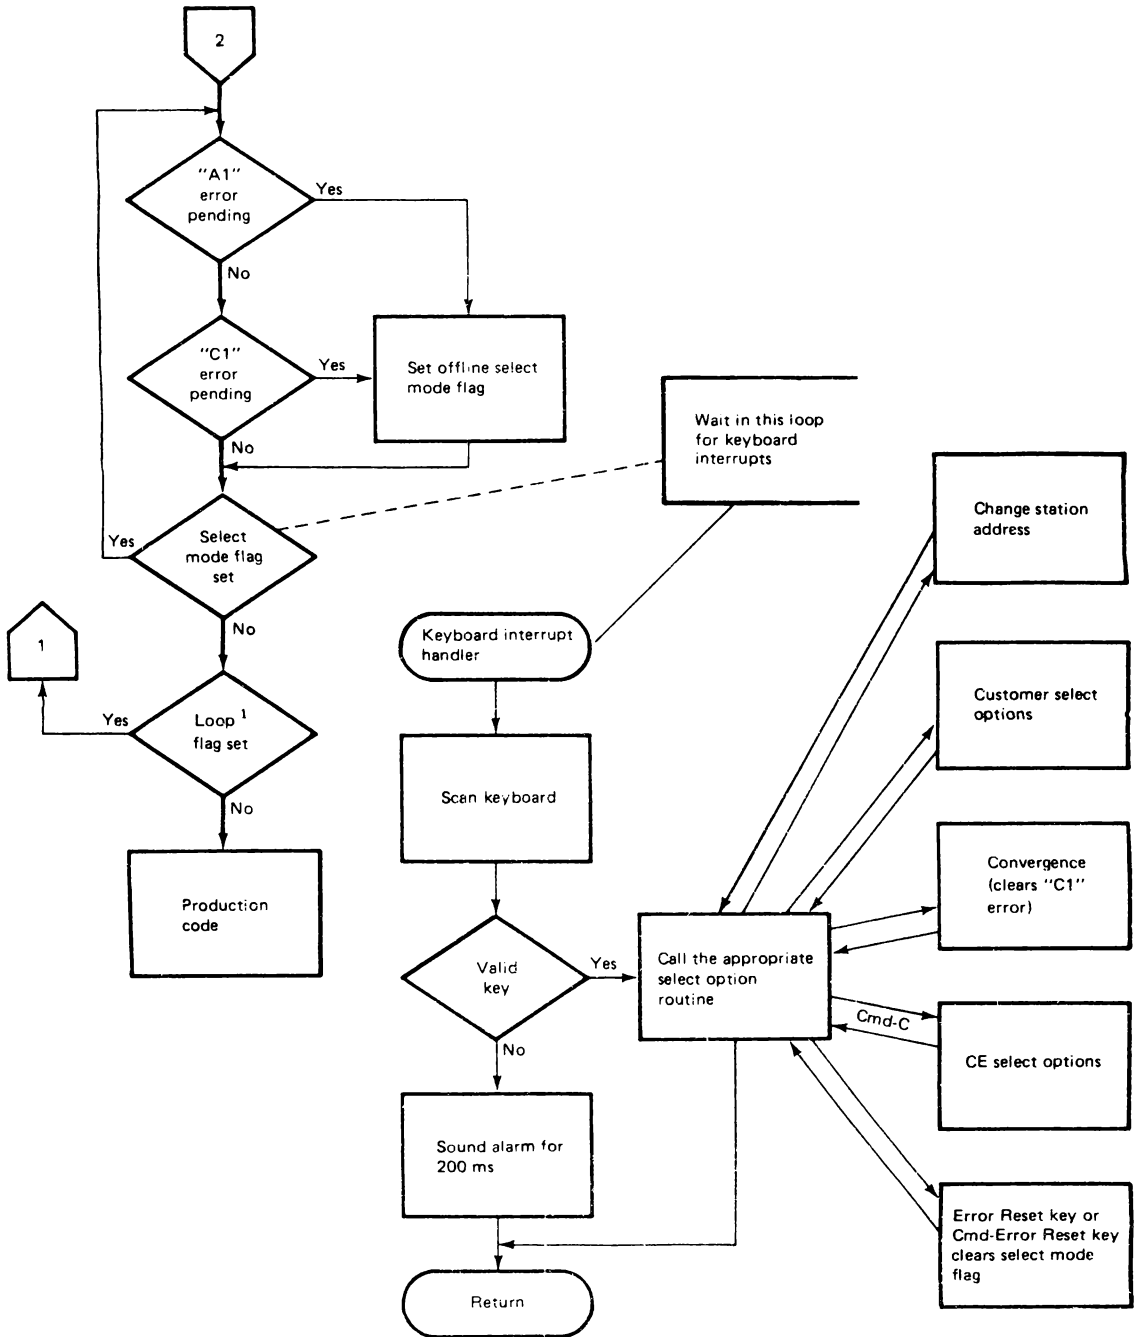 2
"A1"
error
pending
Yes
No
"C1"
error
pending
Yes
Set offline select
mode flag
No
Wait in this loop
for keyboard
interrupts
Select
mode flag
set
Yes
No
1
Loop 1
flag set
Yes
No
Production
code
Keyboard interrupt
handler
Scan keyboard
Valid
key
Yes
No
Sound alarm for
200 ms
Return
Call the appropriate
select option
routine
Change station
address
Customer select
options
Convergence
(clears "C1"
error)
Cmd-C
CE select options
Error Reset key or
Cmd-Error Reset key
clears select mode
flag